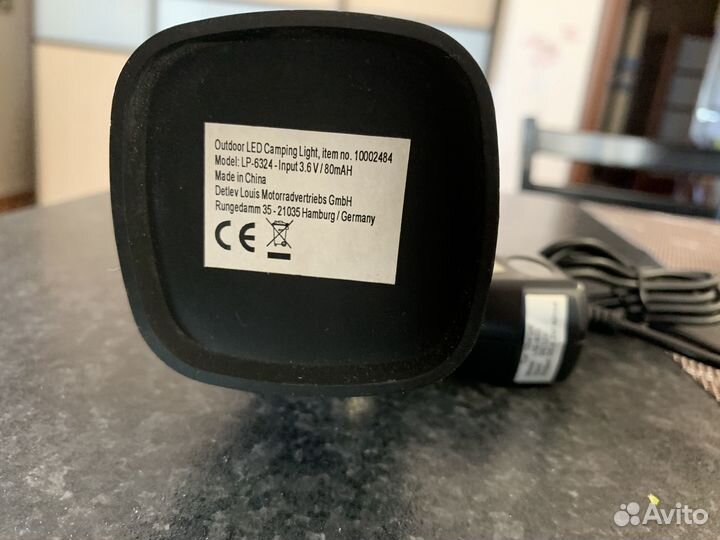 Outdoor LED Camping Light, item no. 10002484
Model: LP-6324 - Input 3.6 V / 80mAH
Made in China
Detlev Louis Motorradvertriebs GmbH
Rungedamm 35 - 21035 Hamburg / Germany
CE
Avito